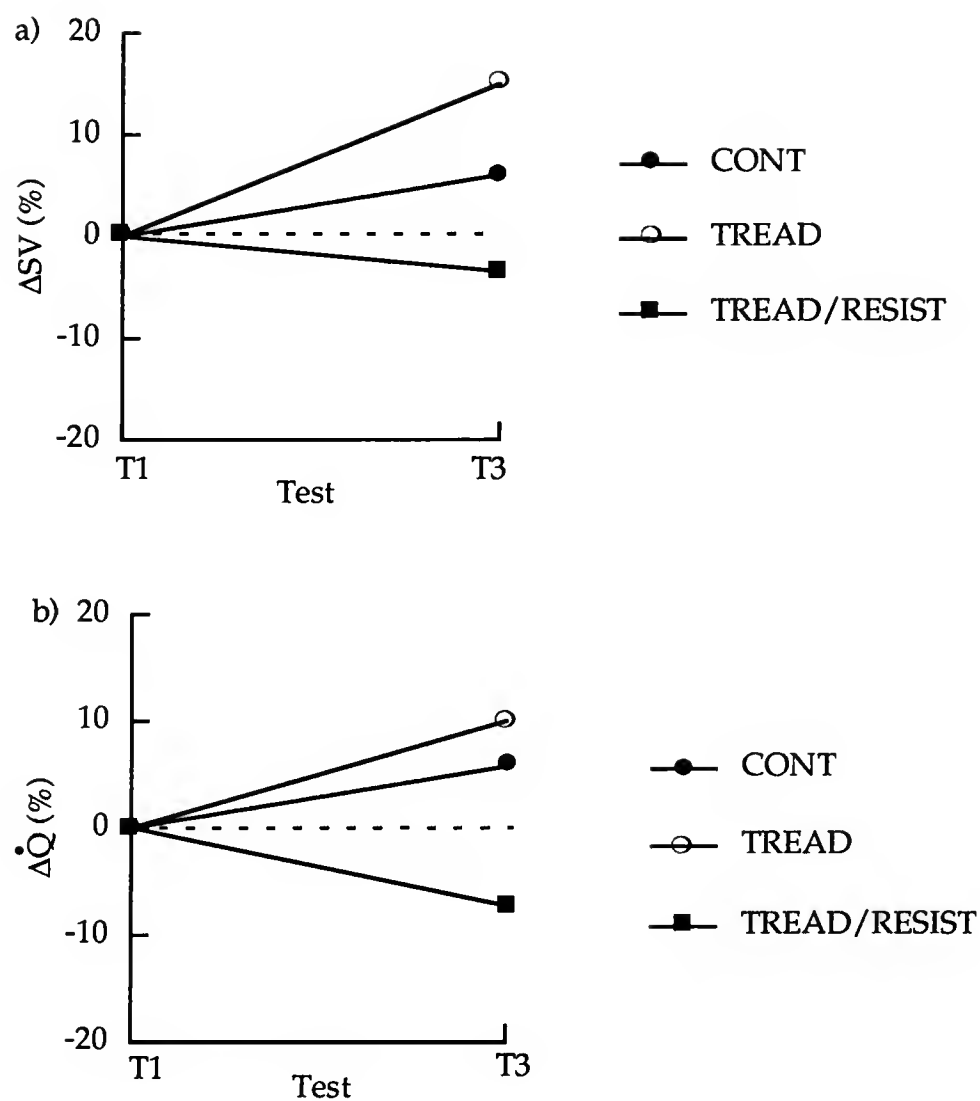 a)
20
10
0
-10
-20
ΔSV (%)
T1
T3
Test
CONT
TREAD
TREAD/RESIST
b)
20
10
0
-10
-20
ΔQ̇ (%)
T1
T3
Test
CONT
TREAD
TREAD/RESIST